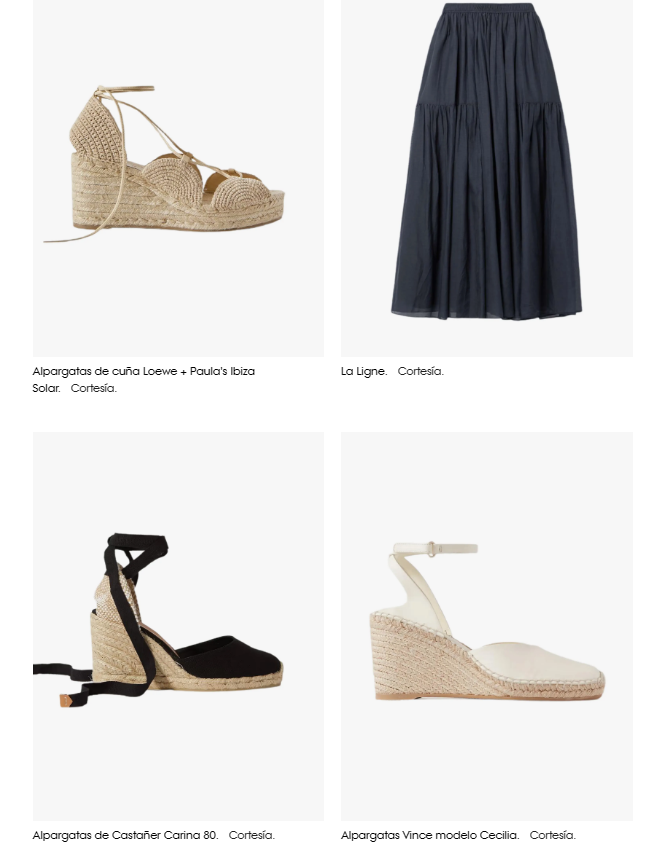 Alpargatas de cuña Loewe + Paula's Ibiza
Solar. Cortesía.
La Ligne. Cortesía.
Alpargatas de Castañer Carina 80. Cortesía.
Alpargatas Vince modelo Cecilia. Cortesía.